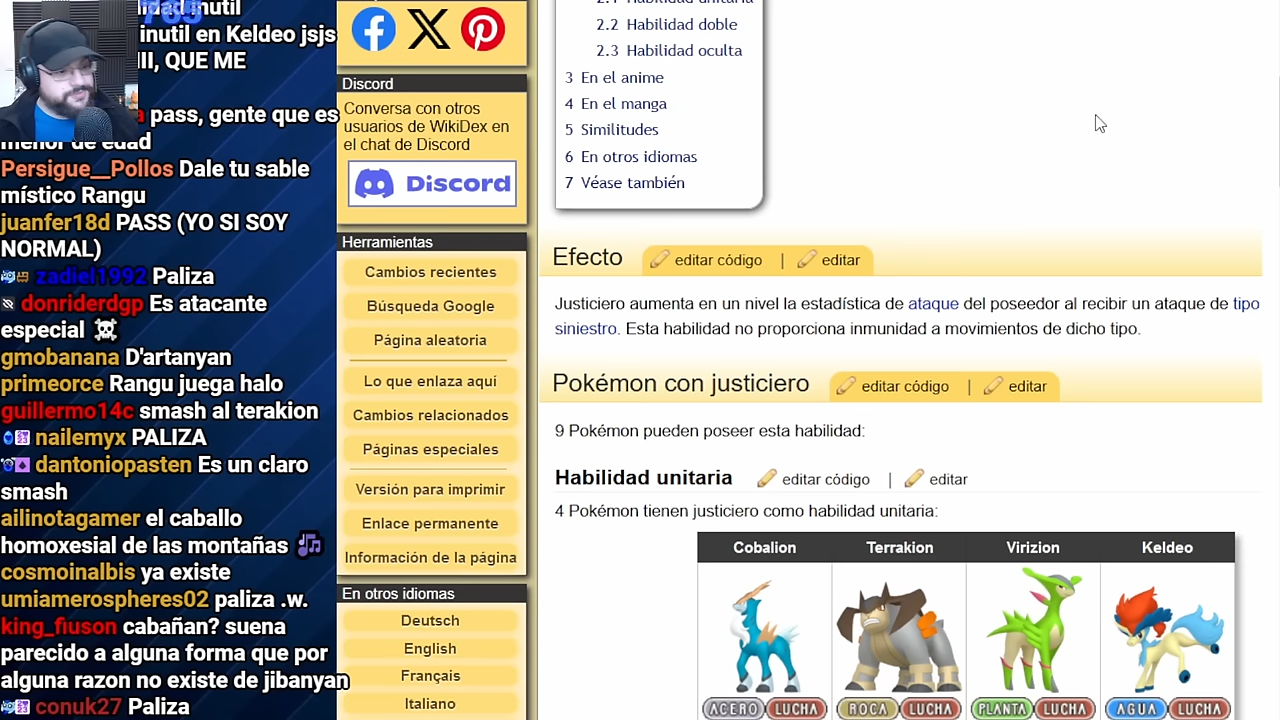 idad inutil
765
inutil en Keldeo jsjs
III, QUE ME
a pass, gente que es
menor de edad
Persigue__Pollos Dale tu sable
místico Rangu
juanfer18d PASS (YO SI SOY
NORMAL)
zadiel1992 Paliza
donriderdgp Es atacante
especial
gmobanana D'artanyan
primeorce Rangu juega halo
guillermo14c smash al terakion
nailemyx PALIZA
dantoniopasten Es un claro
smash
ailinotagamer el caballo
homoxesial de las montañas
cosmoinalbis ya existe
umiamerospheres02 paliza .w.
king_fiuson cabañan? suena
parecido a alguna forma que por
alguna razon no existe de jibanyan
conuk27 Paliza
Discord
Conversa con otros
usuarios de WikiDex en
el chat de Discord
Discord
Herramientas
Cambios recientes
Búsqueda Google
Página aleatoria
Lo que enlaza aquí
Cambios relacionados
Páginas especiales
Versión para imprimir
Enlace permanente
Información de la página
En otros idiomas
Deutsch
English
Français
Italiano
2.1 Habilidad unitaria
2.2 Habilidad doble
2.3 Habilidad oculta
3 En el anime
4 En el manga
5 Similitudes
6 En otros idiomas
7 Véase también
Efecto editar código | editar
Justiciero aumenta en un nivel la estadística de ataque del poseedor al recibir un ataque de tipo
siniestro. Esta habilidad no proporciona inmunidad a movimientos de dicho tipo.
Pokémon con justiciero editar código | editar
9 Pokémon pueden poseer esta habilidad:
Habilidad unitaria editar código | editar
4 Pokémon tienen justiciero como habilidad unitaria:
Cobalion Terrakion Virizion Keldeo
ACERO LUCHA ROCA LUCHA PLANTA LUCHA AGUA LUCHA